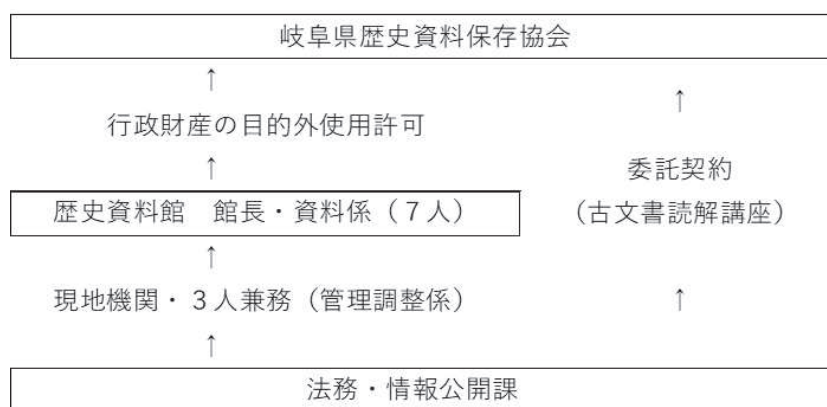 岐阜県歴史資料保存協会
↑
↑
行政財産の目的外使用許可
↑
委託契約
歴史資料館　館長・資料係（７人）
（古文書読解講座）
↑
現地機関・３人兼務（管理調整係）
↑
↑
法務・情報公開課